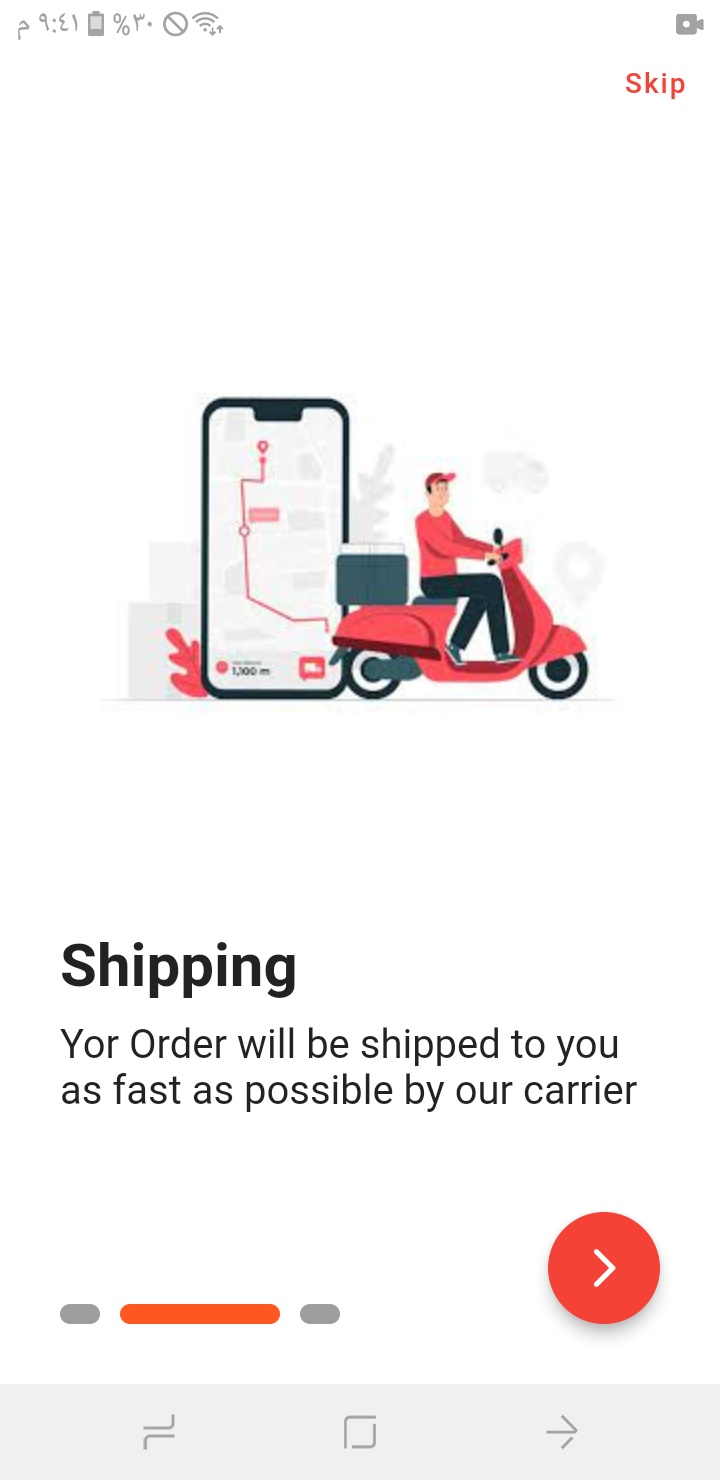 م ٩:٤١ %٣٠
Skip
1,100 m
Shipping
Yor Order will be shipped to you
as fast as possible by our carrier